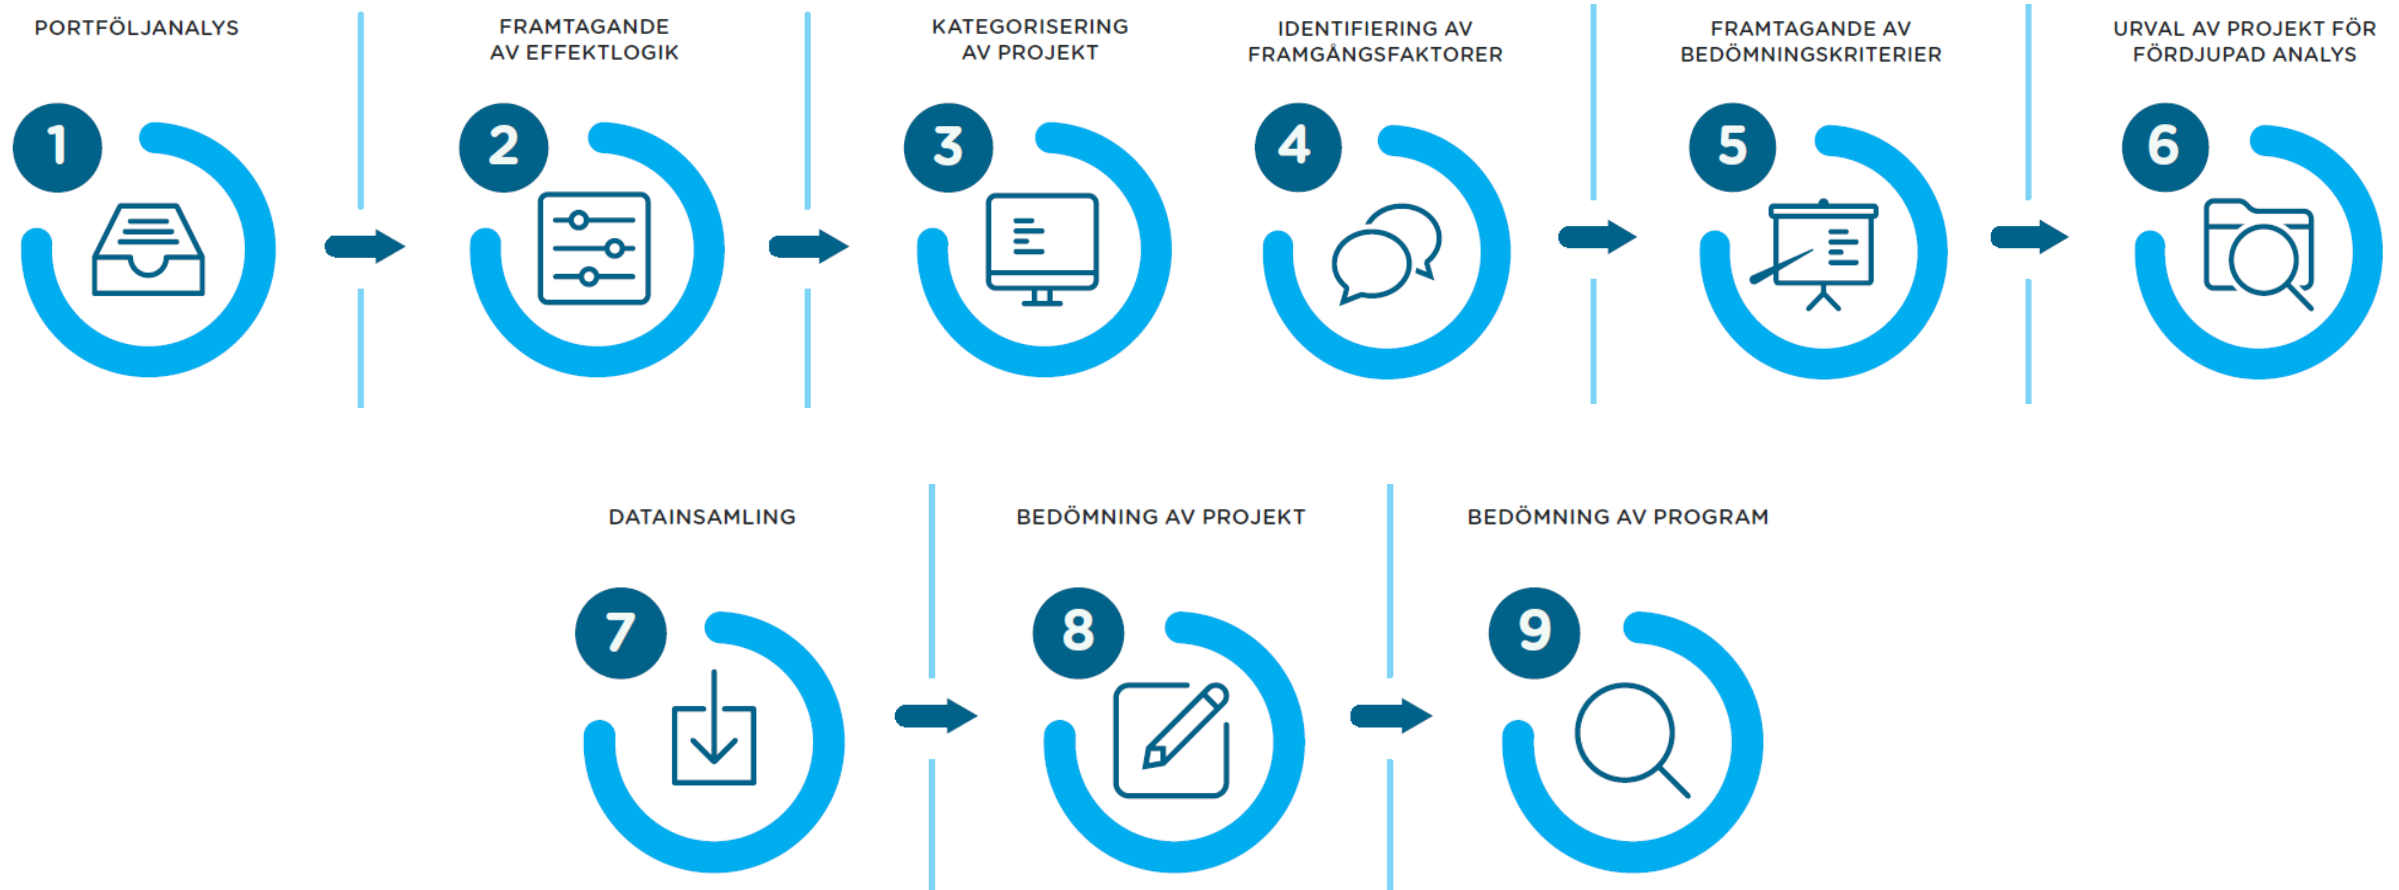 PORTFÖLJANALYS
1
FRAMTAGANDE
AV EFFEKTLOGIK
2
KATEGORISERING
AV PROJEKT
3
IDENTIFIERING AV
FRAMGÅNGSFAKTORER
4
FRAMTAGANDE AV
BEDÖMNINGSKRITERIER
5
URVAL AV PROJEKT FÖR
FÖRDJUPAD ANALYS
6
DATAINSAMLING
7
BEDÖMNING AV PROJEKT
8
BEDÖMNING AV PROGRAM
9